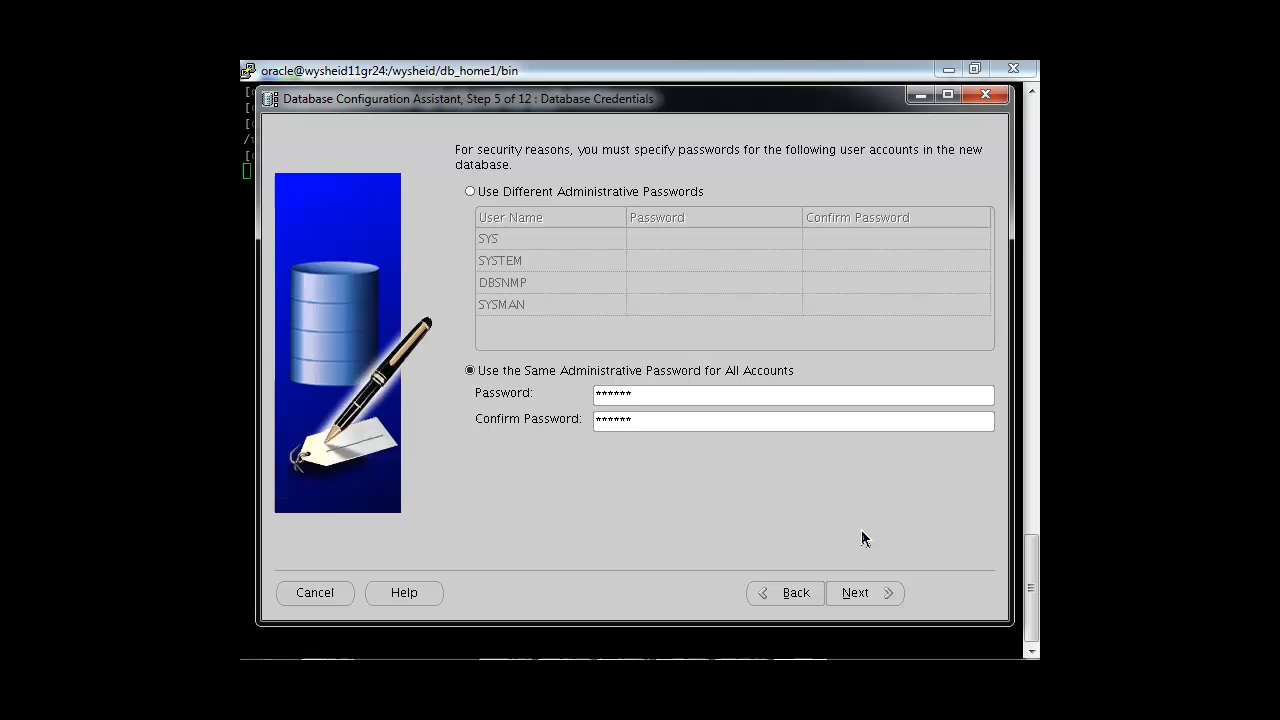 oracle@wysheid11gr24:/wysheid/db_home1/bin
Database Configuration Assistant, Step 5 of 12 : Database Credentials
For security reasons, you must specify passwords for the following user accounts in the new
database.
Use Different Administrative Passwords
User Name Password Confirm Password
SYS
SYSTEM
DBSNMP
SYSMAN
Use the Same Administrative Password for All Accounts
Password: ******
Confirm Password: ******
Cancel Help Back Next